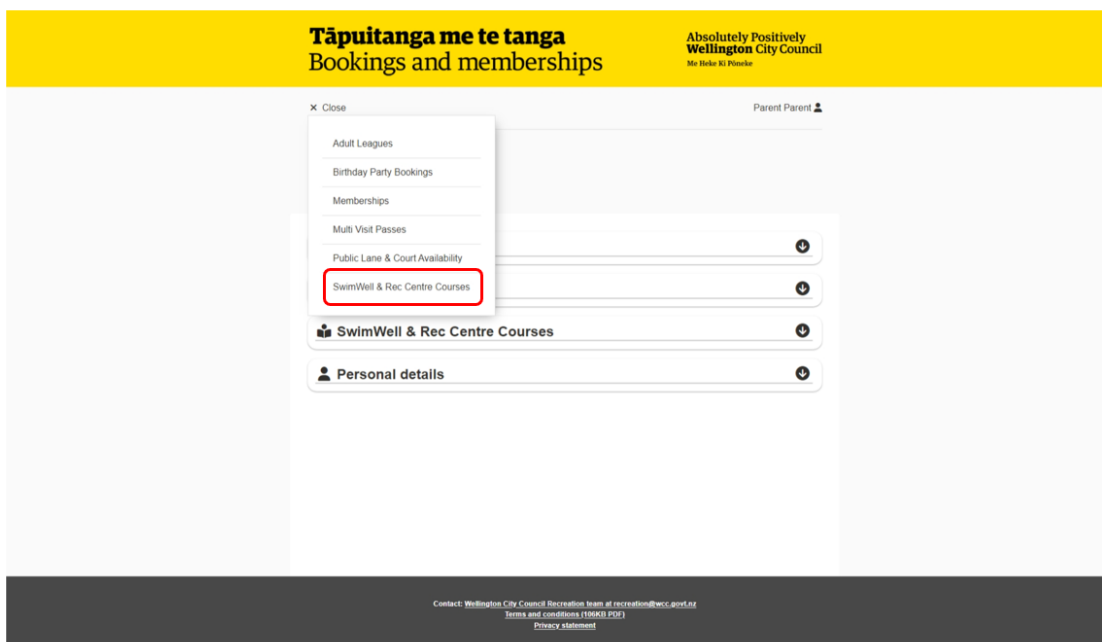 Tāpuitanga me te tanga
Bookings and memberships
Absolutely Positively
Wellington City Council
Me Heke Ki Pōneke
× Close
Parent Parent
Adult Leagues
Birthday Party Bookings
Memberships
Multi Visit Passes
Public Lane & Court Availability
SwimWell & Rec Centre Courses
SwimWell & Rec Centre Courses
Personal details
Contact: Wellington City Council Recreation team at recreation@wcc.govt.nz
Terms and conditions (106KB PDF)
Privacy statement